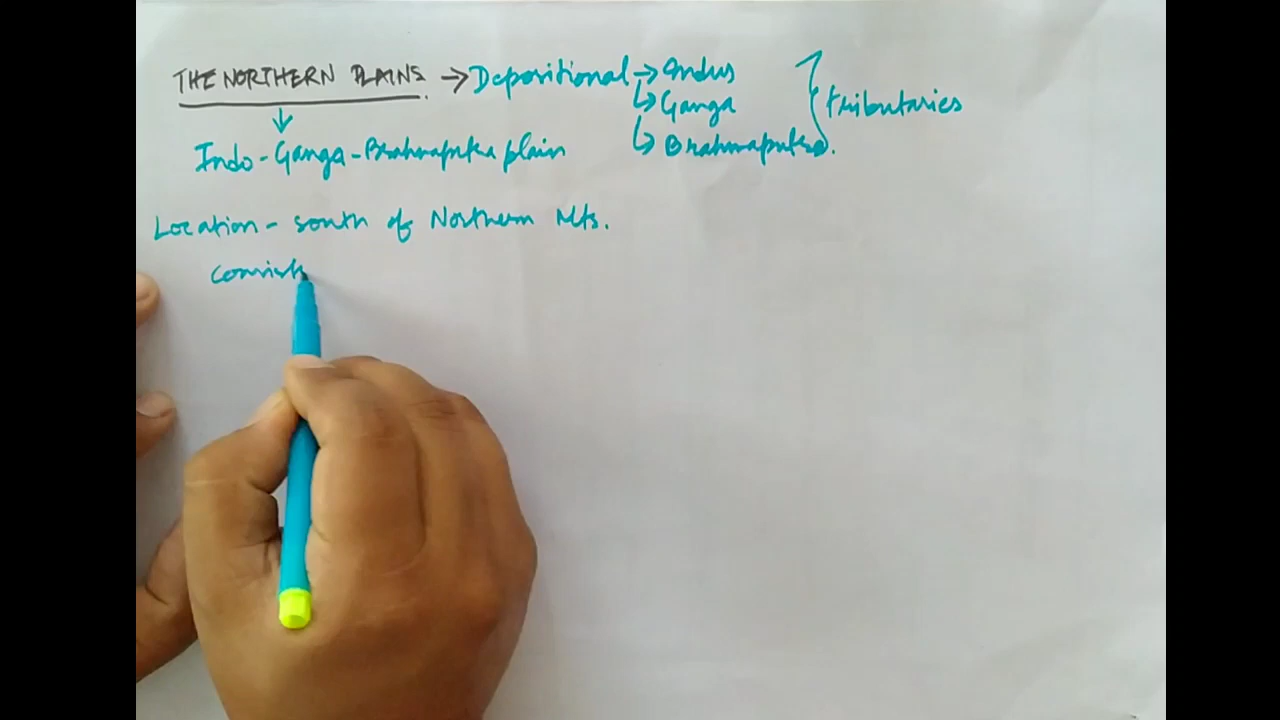 THE NORTHERN PLAINS. → Depositional → Indus
↳ Ganga
↳ Brahmaputra.
} tributaries
↓
Indo-Ganga-Brahmaputra plain
Location - south of Northern Mts.